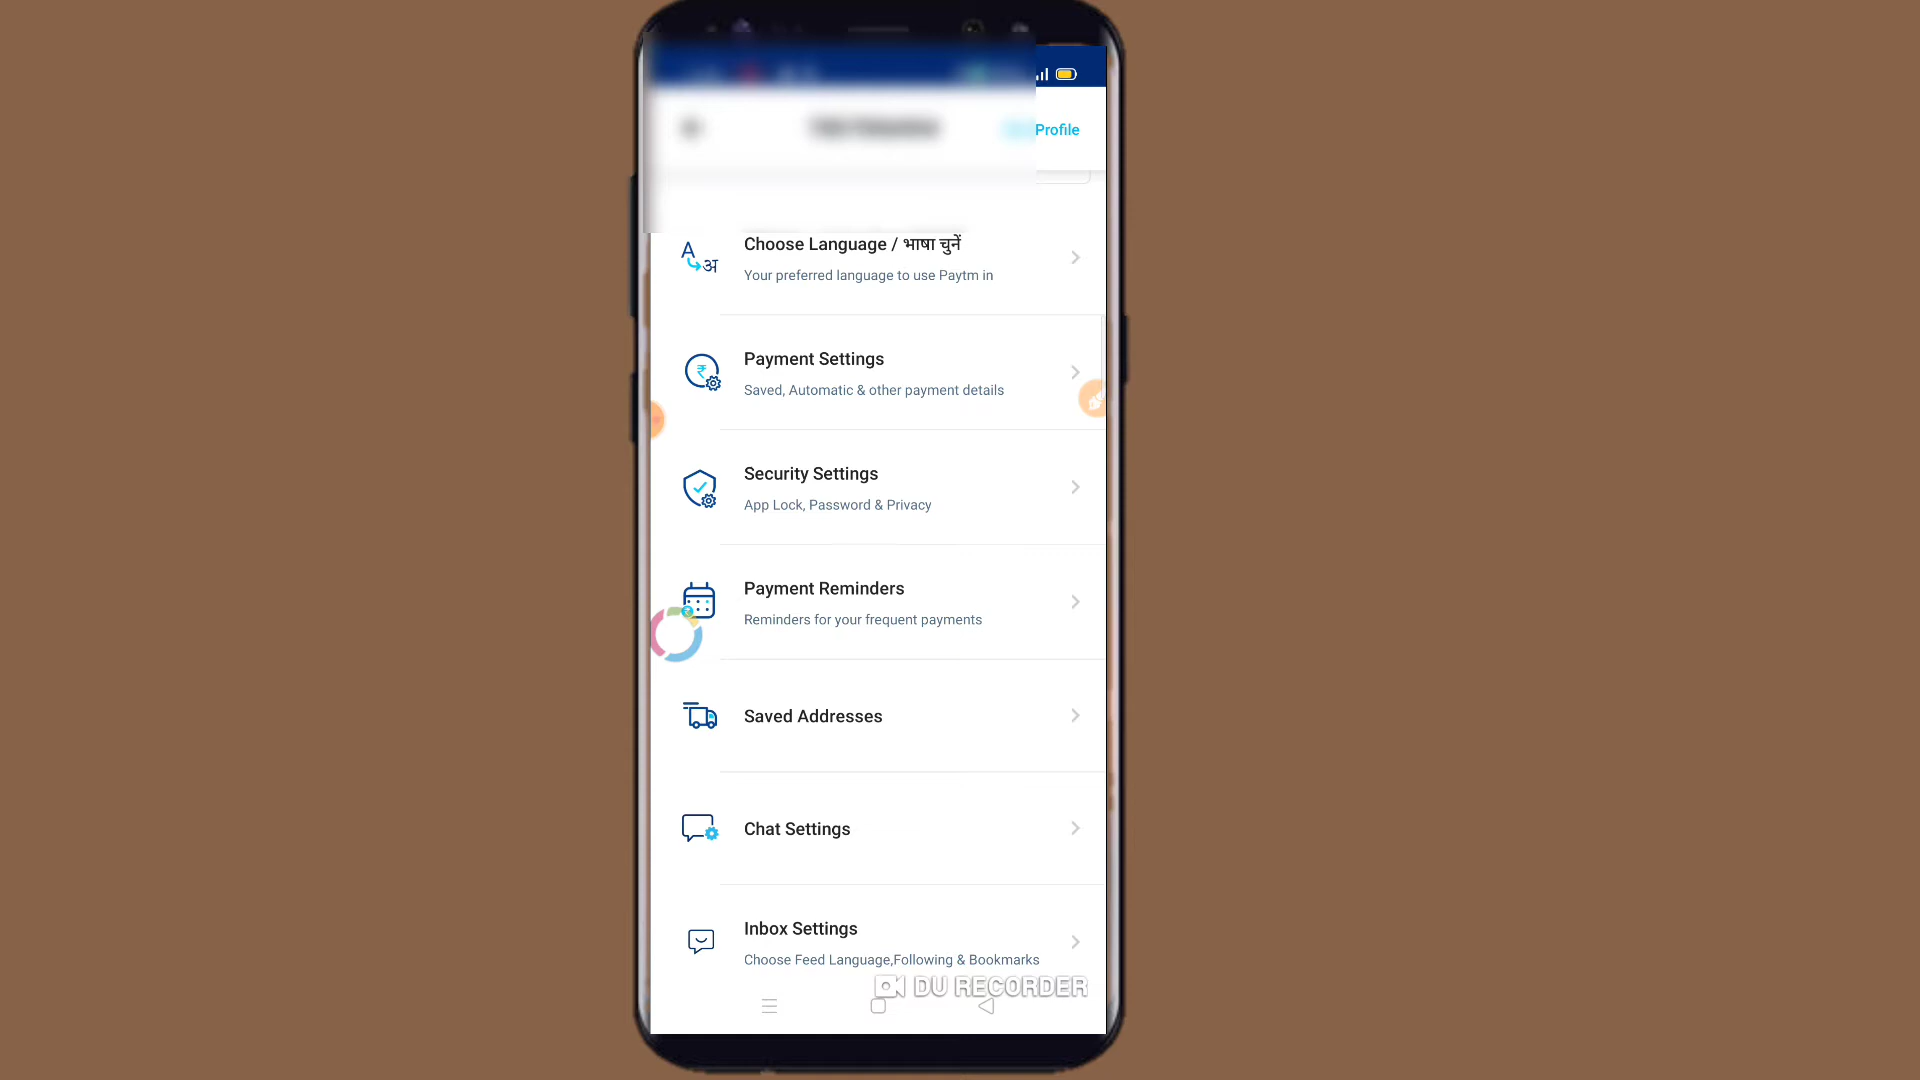 Profile
Choose Language / भाषा चुनें
Your preferred language to use Paytm in
Payment Settings
Saved, Automatic & other payment details
Security Settings
App Lock, Password & Privacy
Payment Reminders
Reminders for your frequent payments
Saved Addresses
Chat Settings
Inbox Settings
Choose Feed Language,Following & Bookmarks
DU RECORDER